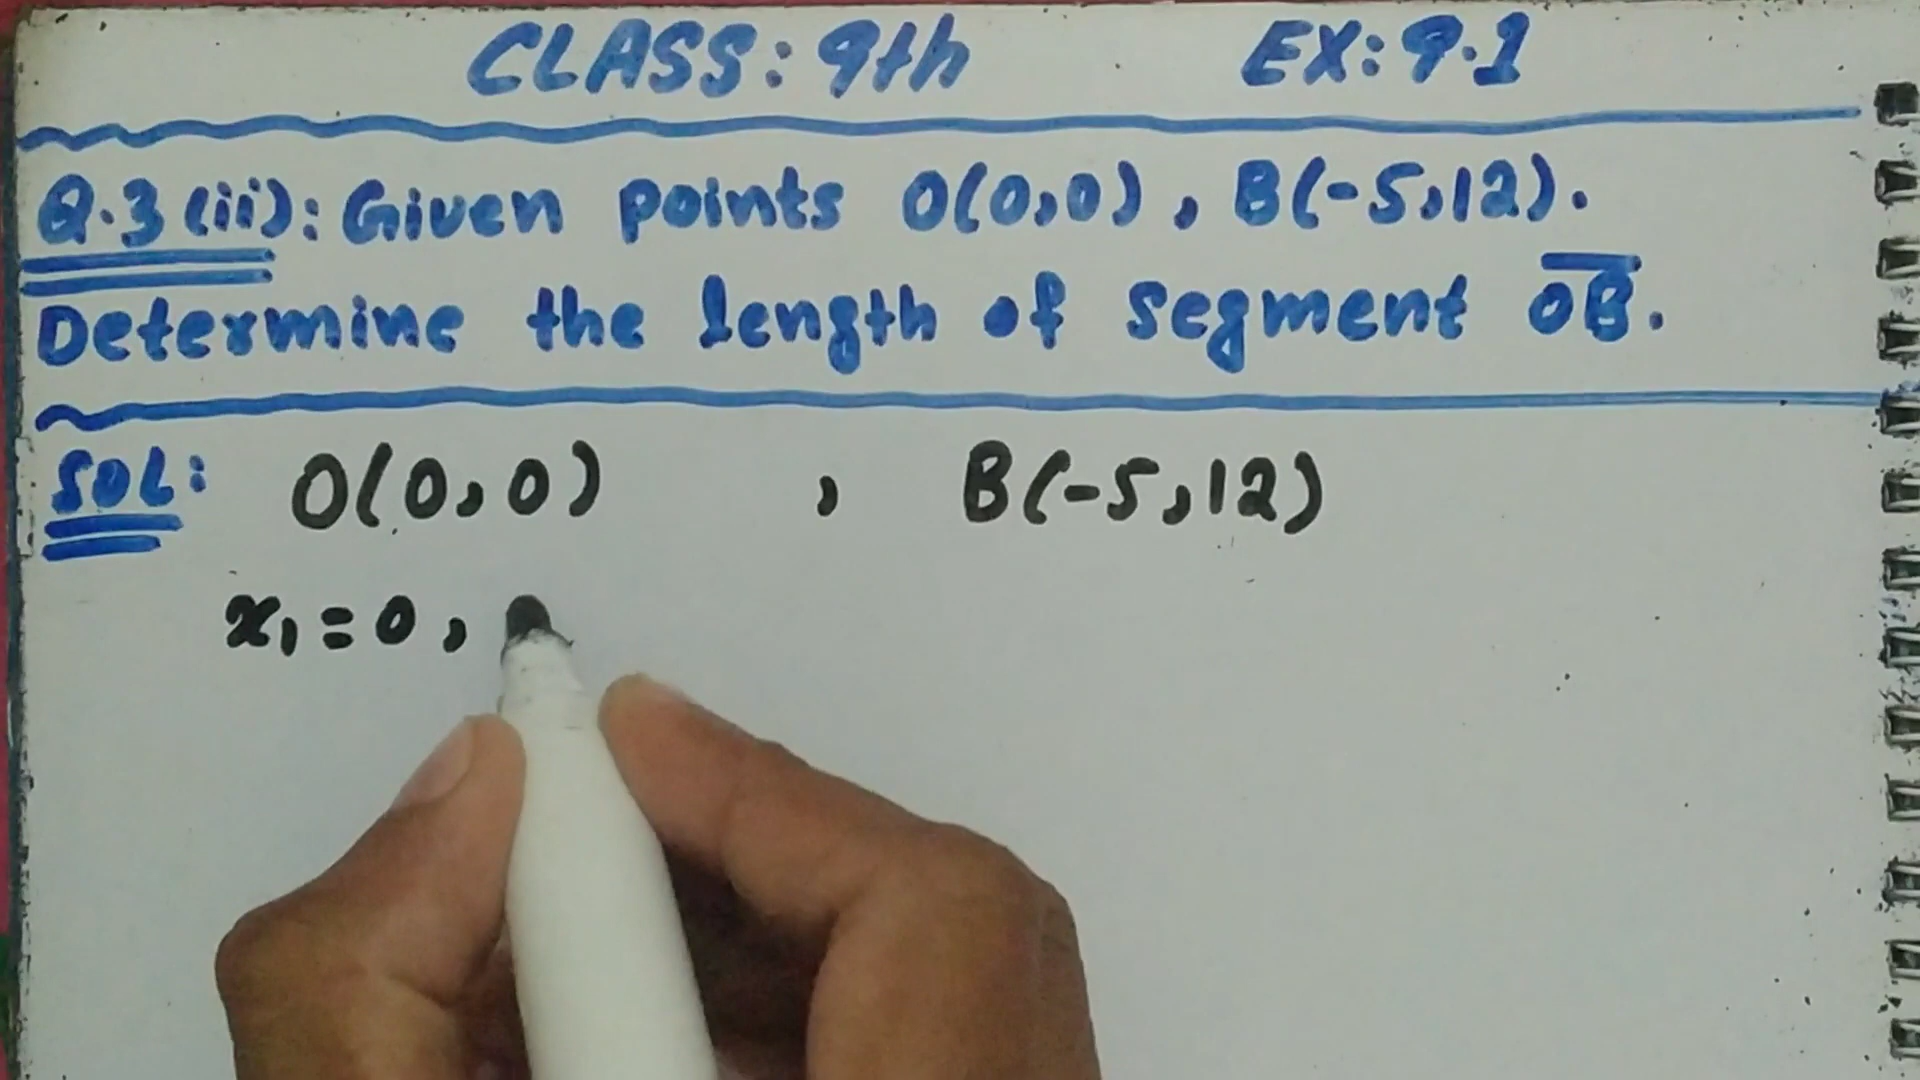 CLASS: 9th EX: 9.1
Q.3 (ii): Given points O(0,0), B(-5,12).
Determine the length of segment O̅B̅.
SOL: O(0,0) , B(-5,12)
x₁=0,